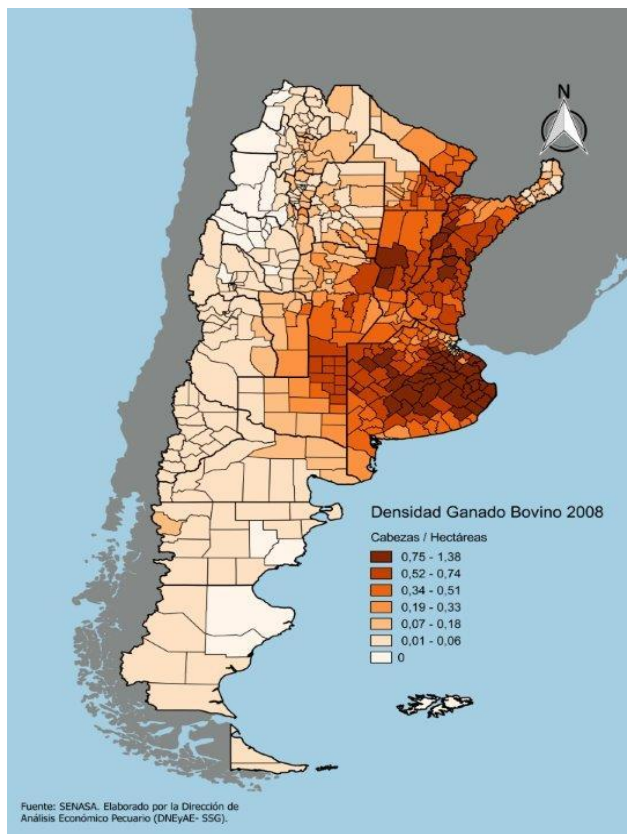 N
Densidad Ganado Bovino 2008
Cabezas / Hectáreas
0,75 - 1,38
0,52 - 0,74
0,34 - 0,51
0,19 - 0,33
0,07 - 0,18
0,01 - 0,06
0
Fuente: SENASA. Elaborado por la Dirección de
Análisis Económico Pecuario (DNEyAE- SSG).